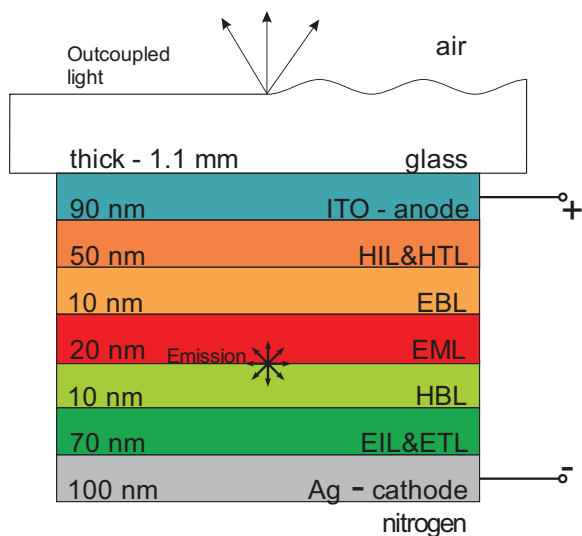 Outcoupled
light
air
thick - 1.1 mm glass
90 nm ITO - anode
+
50 nm HIL&HTL
10 nm EBL
20 nm Emission EML
10 nm HBL
70 nm EIL&ETL
-
100 nm Ag - cathode
nitrogen